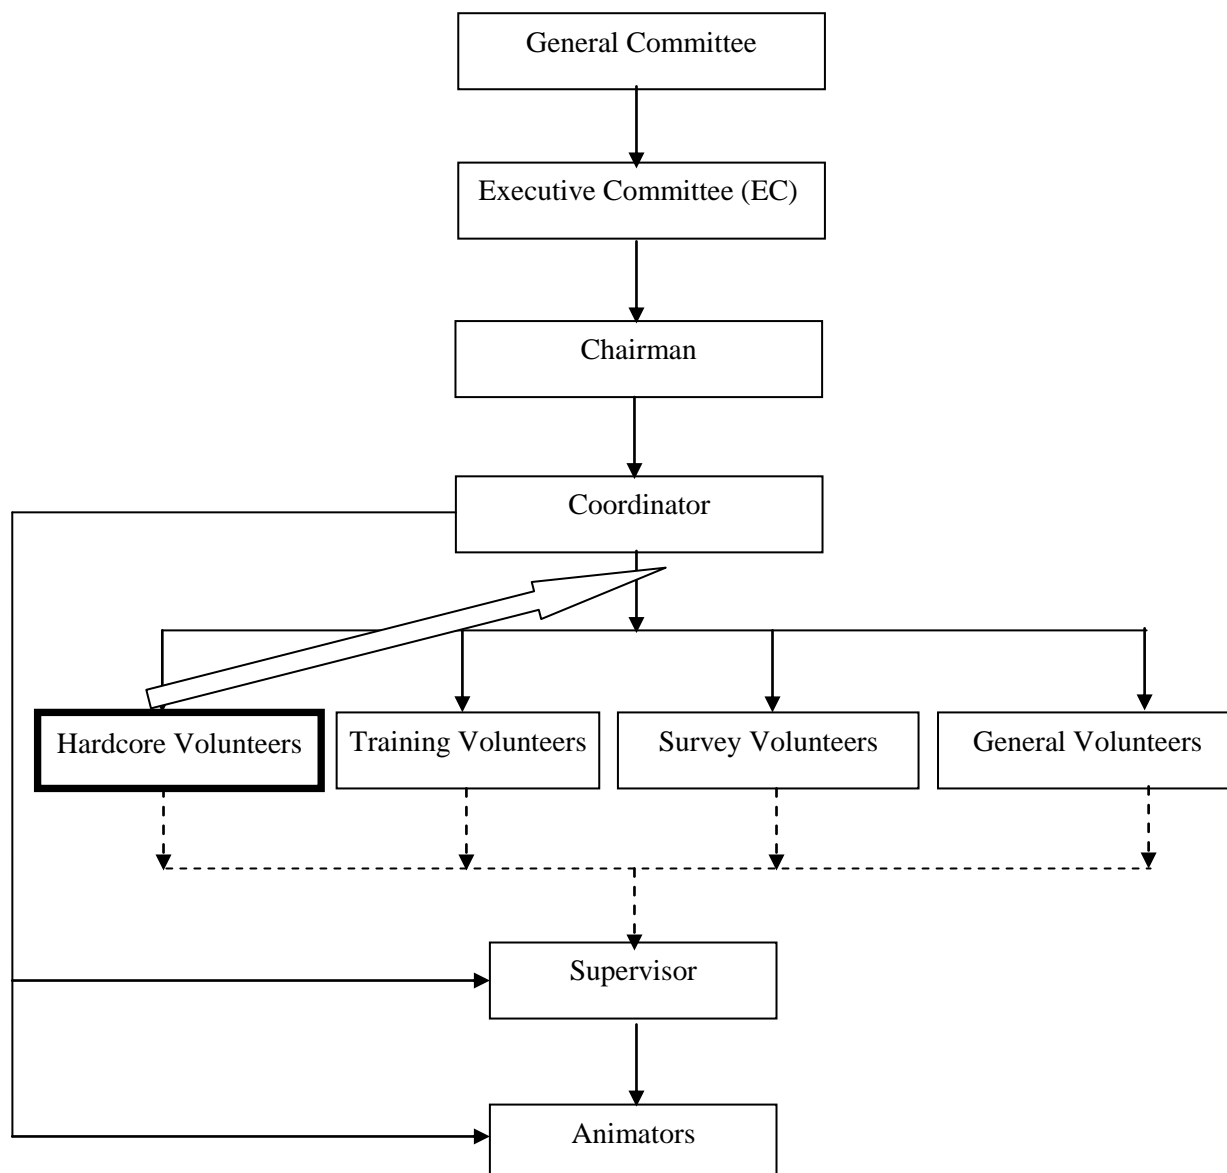 General Committee
Executive Committee (EC)
Chairman
Coordinator
Hardcore Volunteers
Training Volunteers
Survey Volunteers
General Volunteers
Supervisor
Animators